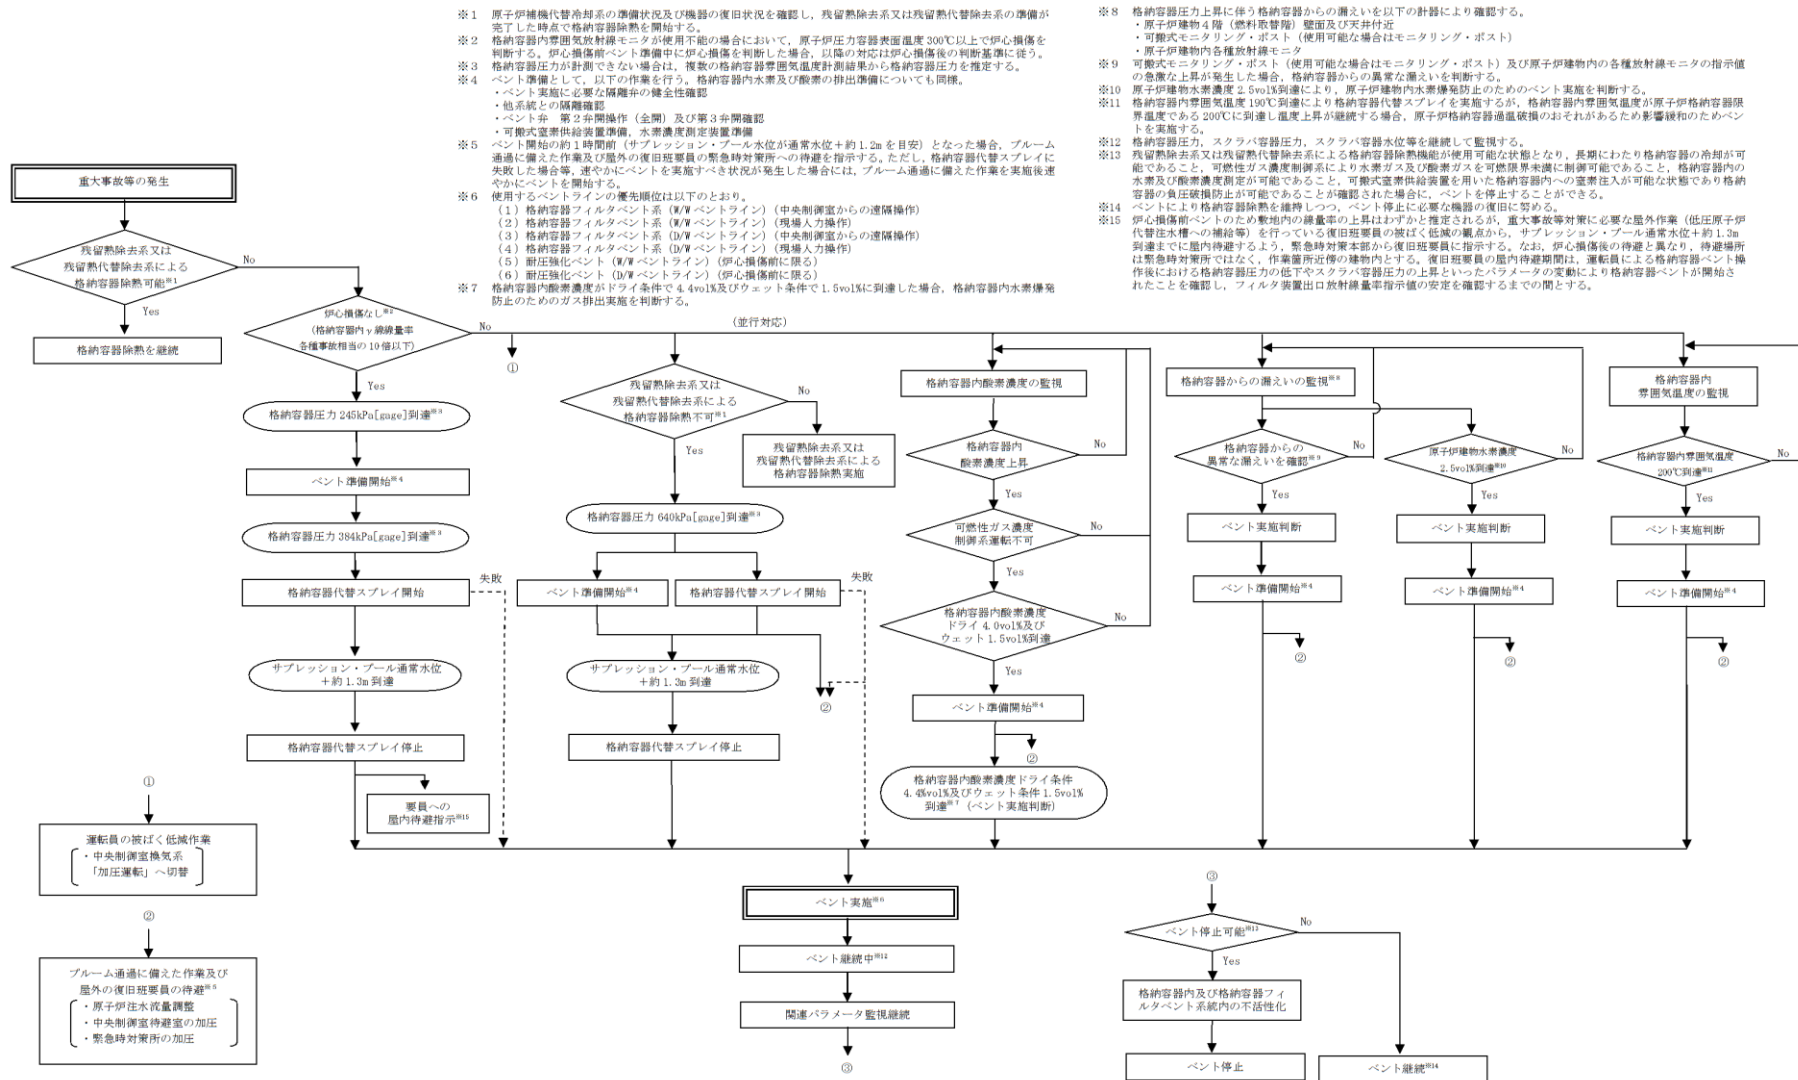 ※1 原子炉補機代替冷却系の準備状況及び機器の復旧状況を確認し，残留熱除去系又は残留熱代替除去系の準備が
完了した時点で格納容器除熱を開始する。
※2 格納容器内雰囲気放射線モニタが使用不能の場合において，原子炉圧力容器表面温度300℃以上で炉心損傷を
判断する。炉心損傷前ベント準備中に炉心損傷を判断した場合，以降の対応は炉心損傷後の判断基準に従う。
※3 格納容器圧力が計測できない場合は，複数の格納容器雰囲気温度計測結果から格納容器圧力を推定する。
※4 ベント準備として，以下の作業を行う。格納容器内水素及び酸素の排出準備についても同様。
・ベント実施に必要な隔離弁の健全性確認
・他系統との隔離確認
・ベント弁 第2弁開操作（全開）及び第3弁開確認
・可搬式窒素供給装置準備，水素濃度測定装置準備
※5 ベント開始の約1時間前（サプレッション・プール水位が通常水位＋約1.2mを目安）となった場合，プルーム
通過に備えた作業及び屋外の復旧班要員の緊急時対策所への待避を指示する。ただし，格納容器代替スプレイに
失敗した場合等，速やかにベントを実施すべき状況が発生した場合には，プルーム通過に備えた作業を実施後速
やかにベントを開始する。
※6 使用するベントラインの優先順位は以下のとおり。
（1）格納容器フィルタベント系（W/Wベントライン）（中央制御室からの遠隔操作）
（2）格納容器フィルタベント系（W/Wベントライン）（現場人力操作）
（3）格納容器フィルタベント系（D/Wベントライン）（中央制御室からの遠隔操作）
（4）格納容器フィルタベント系（D/Wベントライン）（現場人力操作）
（5）耐圧強化ベント（W/Wベントライン）（炉心損傷前に限る）
（6）耐圧強化ベント（D/Wベントライン）（炉心損傷前に限る）
※7 格納容器内酸素濃度がドライ条件で4.4vol%及びウェット条件で1.5vol%に到達した場合，格納容器内水素爆発
防止のためのガス排出実施を判断する。
※8 格納容器圧力上昇に伴う格納容器からの漏えいを以下の計器により確認する。
・原子炉建物4階（燃料取替階）壁面及び天井付近
・可搬式モニタリング・ポスト（使用可能な場合はモニタリング・ポスト）
・原子炉建物内各種放射線モニタ
※9 可搬式モニタリング・ポスト（使用可能な場合はモニタリング・ポスト）及び原子炉建物内の各種放射線モニタの指示値
の急激な上昇が発生した場合，格納容器からの異常な漏えいを判断する。
※10 原子炉建物水素濃度2.5vol%到達により，原子炉建物内水素爆発防止のためのベント実施を判断する。
※11 格納容器内雰囲気温度190℃到達により格納容器代替スプレイを実施するが，格納容器内雰囲気温度が原子炉格納容器限
界温度である200℃に到達し温度上昇が継続する場合，原子炉格納容器過温破損のおそれがあるため影響緩和のためベン
トを実施する。
※12 格納容器圧力，スクラバ容器圧力，スクラバ容器水位等を継続して監視する。
※13 残留熱除去系又は残留熱代替除去系による格納容器除熱機能が使用可能な状態となり，長期にわたり格納容器の冷却が可
能であること，可燃性ガス濃度制御系により水素ガス及び酸素ガスを可燃限界未満に制御可能であること，格納容器内の
水素及び酸素濃度測定が可能であること，可搬式窒素供給装置を用いた格納容器内への窒素注入が可能な状態であり格納
容器の負圧破損防止が可能であることが確認された場合に，ベントを停止することができる。
※14 ベントにより格納容器除熱を維持しつつ，ベント停止に必要な機器の復旧に努める。
※15 炉心損傷前ベントのため敷地内の線量率の上昇はわずかと推定されるが，重大事故等対策に必要な屋外作業（低圧原子炉
代替注水槽への補給等）を行っている復旧班要員の被ばく低減の観点から，サプレッション・プール通常水位＋約1.3m
到達までに屋内待避するよう，緊急時対策本部から復旧班要員に指示する。なお，炉心損傷後の待避と異なり，待避場所
は緊急時対策所ではなく，作業箇所近傍の建物内とする。復旧班要員の屋内待避期間は，運転員による格納容器ベント操
作後における格納容器圧力の低下やスクラバ容器圧力の上昇といったパラメータの変動により格納容器ベントが開始さ
れたことを確認し，フィルタ装置出口放射線量率指示値の安定を確認するまでの間とする。
重大事故等の発生
残留熱除去系又は
残留熱代替除去系による
格納容器除熱可能※1
No
Yes
格納容器除熱を継続
炉心損傷なし※2
（格納容器内γ線線量率
各種事故相当の10倍以下）
No
Yes
（並行対応）
①
格納容器圧力245kPa[gage]到達※3
ベント準備開始※4
格納容器圧力384kPa[gage]到達※3
格納容器代替スプレイ開始
失敗
サプレッション・プール通常水位
＋約1.3m到達
格納容器代替スプレイ停止
要員への
屋内待避指示※15
残留熱除去系又は
残留熱代替除去系による
格納容器除熱不可※1
No
Yes
残留熱除去系又は
残留熱代替除去系による
格納容器除熱実施
格納容器圧力640kPa[gage]到達※3
ベント準備開始※4
格納容器代替スプレイ開始
失敗
サプレッション・プール通常水位
＋約1.3m到達
②
格納容器代替スプレイ停止
格納容器内酸素濃度の監視
格納容器内
酸素濃度上昇
No
Yes
可燃性ガス濃度
制御系運転不可
No
Yes
格納容器内酸素濃度
ドライ4.0vol%及び
ウェット1.5vol%到達
No
Yes
ベント準備開始※4
②
格納容器内酸素濃度ドライ条件
4.4%vol%及びウェット条件1.5vol%
到達※7（ベント実施判断）
格納容器からの漏えいの監視※8
格納容器からの
異常な漏えいを確認※9
No
Yes
ベント実施判断
ベント準備開始※4
②
原子炉建物水素濃度
2.5vol%到達※10
No
Yes
ベント実施判断
ベント準備開始※4
②
格納容器内
雰囲気温度の監視
格納容器内雰囲気温度
200℃到達※11
No
Yes
ベント実施判断
ベント準備開始※4
②
①
運転員の被ばく低減作業
・中央制御室換気系
「加圧運転」へ切替
②
プルーム通過に備えた作業及び
屋外の復旧班要員の待避※5
・原子炉注水流量調整
・中央制御室待避室の加圧
・緊急時対策所の加圧
ベント実施※6
ベント継続中※12
関連パラメータ監視継続
③
③
ベント停止可能※13
No
Yes
格納容器内及び格納容器フィ
ルタベント系統内の不活性化
ベント停止
ベント継続※14